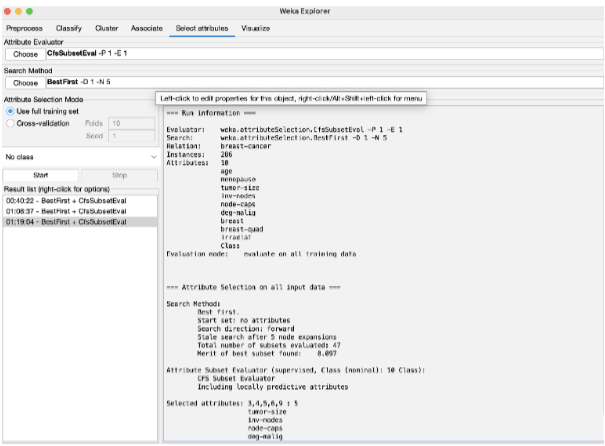 Weka Explorer
Preprocess Classify Cluster Associate Select attributes Visualize
Attribute Evaluator
Choose CfsSubsetEval -P 1 -E 1
Search Method
Choose BestFirst -D 1 -N 5
Left-click to edit properties for this object, right-click/Alt+Shift+left-click for menu
Attribute Selection Mode
Use full training set
Cross-validation Folds 10
Seed 1
No class
Start Stop
Result list (right-click for options)
00:40:22 - BestFirst + CfsSubsetEval
01:08:37 - BestFirst + CfsSubsetEval
01:19:04 - BestFirst + CfsSubsetEval
=== Run information ===
Evaluator: weka.attributeSelection.CfsSubsetEval -P 1 -E 1
Search: weka.attributeSelection.BestFirst -D 1 -N 5
Relation: breast-cancer
Instances: 286
Attributes: 10
age
menopause
tumor-size
inv-nodes
node-caps
deg-malig
breast
breast-quad
irradiat
Class
Evaluation mode: evaluate on all training data
=== Attribute Selection on all input data ===
Search Method:
Best first.
Start set: no attributes
Search direction: forward
Stale search after 5 node expansions
Total number of subsets evaluated: 47
Merit of best subset found: 0.097
Attribute Subset Evaluator (supervised, Class (nominal): 10 Class):
CFS Subset Evaluator
Including locally predictive attributes
Selected attributes: 3,4,5,6,9 : 5
tumor-size
inv-nodes
node-caps
deg-malig